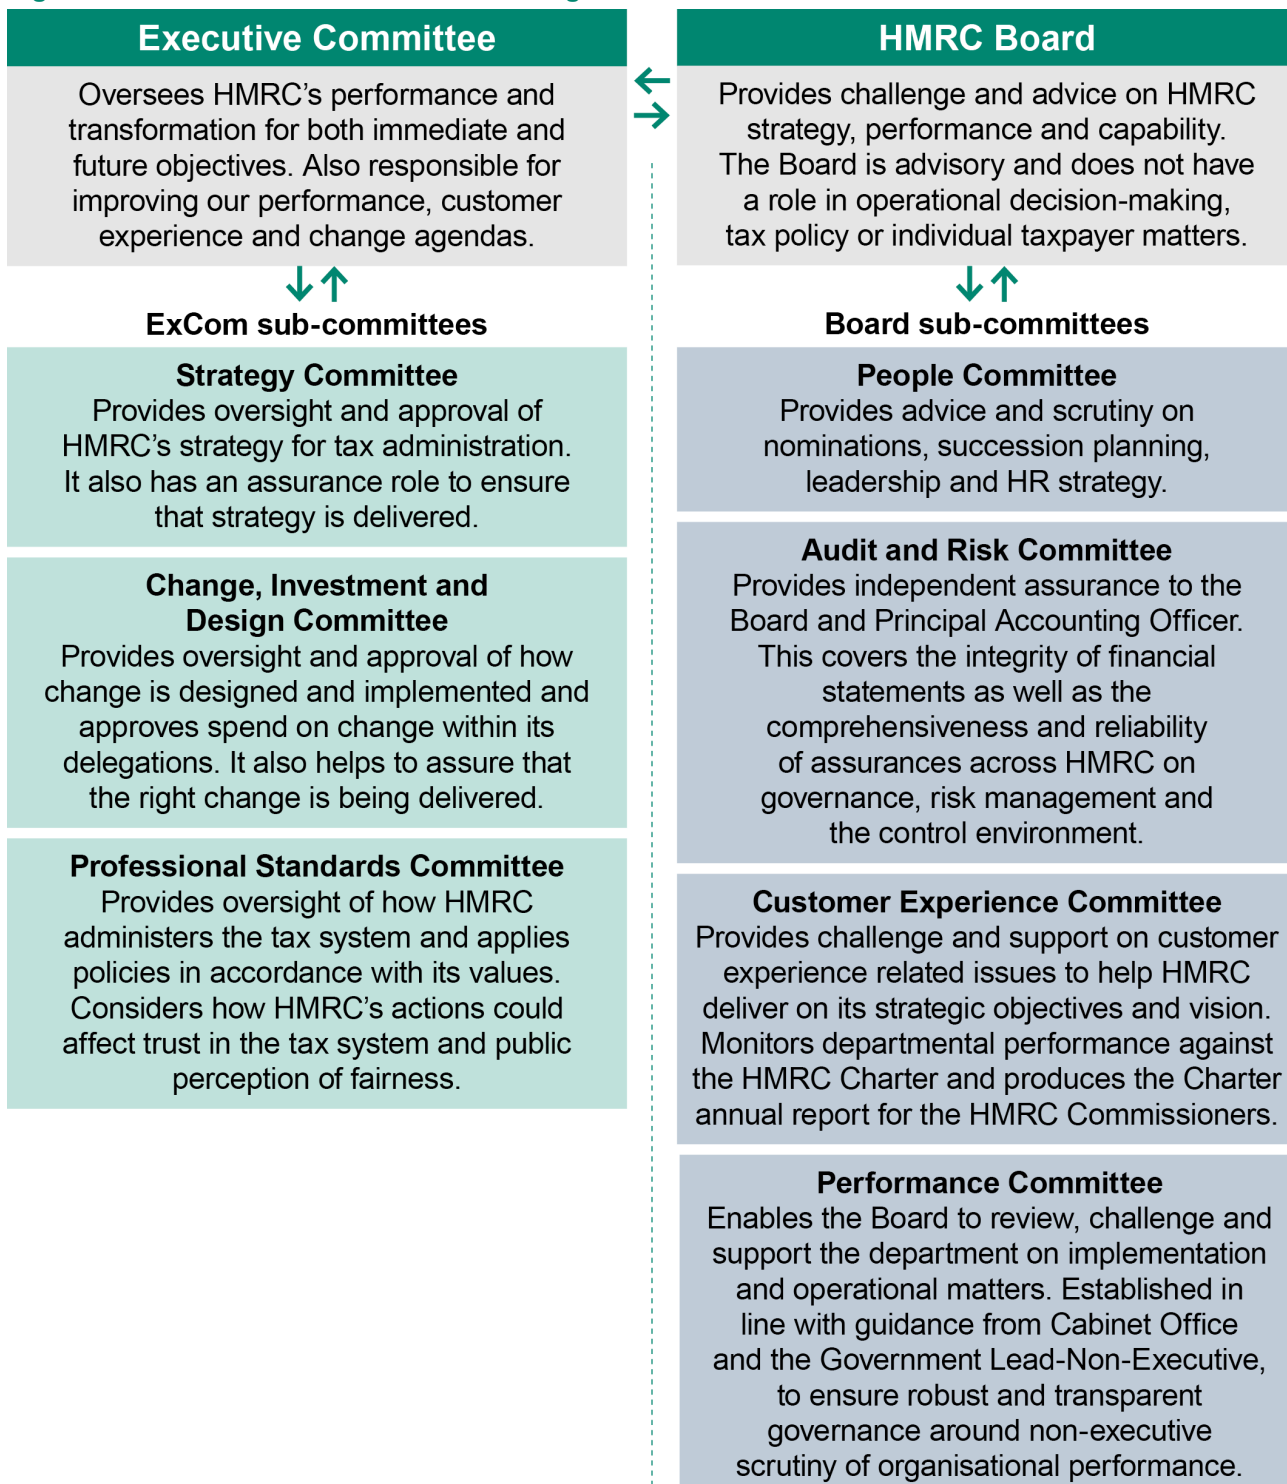 Executive Committee
Oversees HMRC's performance and
transformation for both immediate and
future objectives. Also responsible for
improving our performance, customer
experience and change agendas.
ExCom sub-committees
Strategy Committee
Provides oversight and approval of
HMRC's strategy for tax administration.
It also has an assurance role to ensure
that strategy is delivered.
Change, Investment and
Design Committee
Provides oversight and approval of how
change is designed and implemented and
approves spend on change within its
delegations. It also helps to assure that
the right change is being delivered.
Professional Standards Committee
Provides oversight of how HMRC
administers the tax system and applies
policies in accordance with its values.
Considers how HMRC's actions could
affect trust in the tax system and public
perception of fairness.
HMRC Board
Provides challenge and advice on HMRC
strategy, performance and capability.
The Board is advisory and does not have
a role in operational decision-making,
tax policy or individual taxpayer matters.
Board sub-committees
People Committee
Provides advice and scrutiny on
nominations, succession planning,
leadership and HR strategy.
Audit and Risk Committee
Provides independent assurance to the
Board and Principal Accounting Officer.
This covers the integrity of financial
statements as well as the
comprehensiveness and reliability
of assurances across HMRC on
governance, risk management and
the control environment.
Customer Experience Committee
Provides challenge and support on customer
experience related issues to help HMRC
deliver on its strategic objectives and vision.
Monitors departmental performance against
the HMRC Charter and produces the Charter
annual report for the HMRC Commissioners.
Performance Committee
Enables the Board to review, challenge and
support the department on implementation
and operational matters. Established in
line with guidance from Cabinet Office
and the Government Lead-Non-Executive,
to ensure robust and transparent
governance around non-executive
scrutiny of organisational performance.